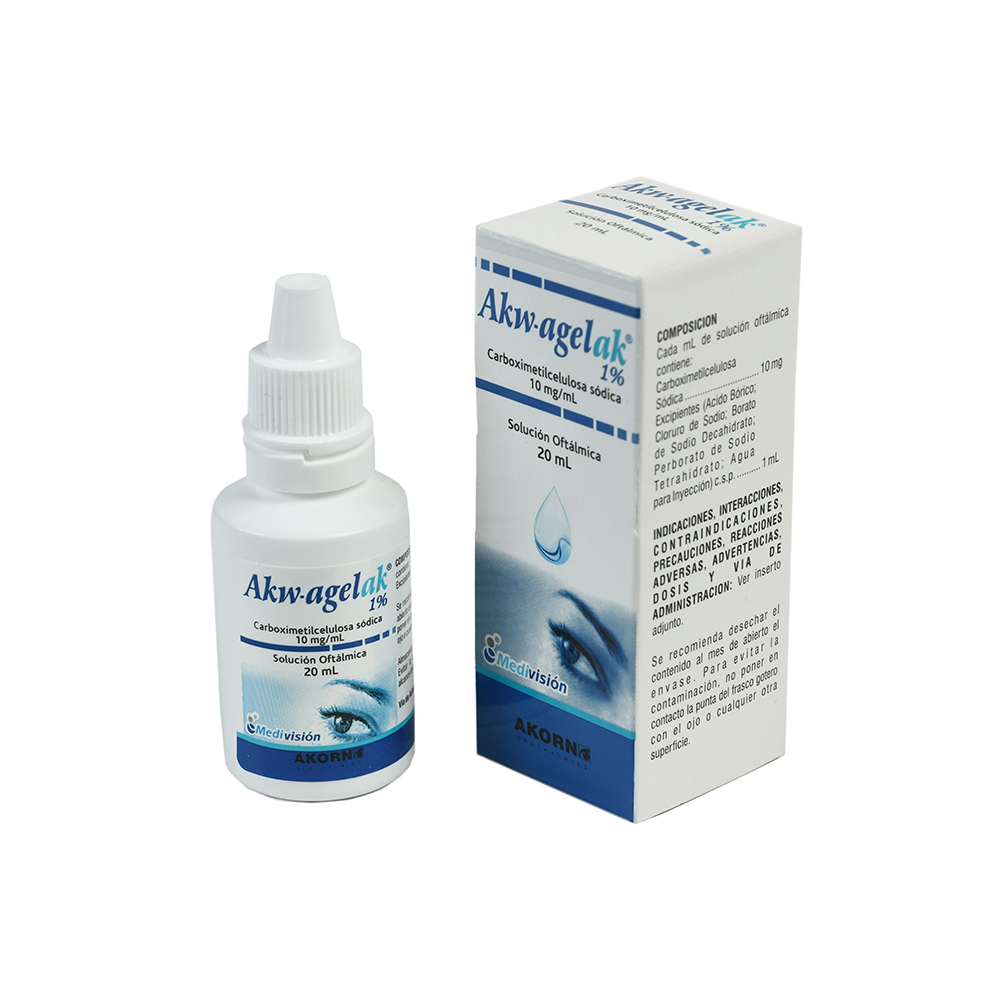 Akw-agelak®
1%
Carboximetilcelulosa sódica
10 mg/mL
Solución Oftálmica
20 mL
Medivisión
AKORN
Akw-agelak®
1%
Carboximetilcelulosa sódica
10 mg/mL
Solución Oftálmica
20 mL
Akw-agelak®
1%
Carboximetilcelulosa sódica
10 mg/mL
Solución Oftálmica
20 mL
Medivisión
AKORN
COMPOSICION
Cada mL de solución oftálmica
contiene:
Carboximetilcelulosa
Sódica .................... 10 mg
Excipientes (Acido Bórico;
Cloruro de Sodio; Borato
de Sodio Decahidrato;
Perborato de Sodio
Tetrahidrato; Agua
para Inyección) c.s.p. .......... 1 mL
INDICACIONES, INTERACCIONES,
CONTRAINDICACIONES,
PRECAUCIONES, REACCIONES
ADVERSAS, ADVERTENCIAS,
DOSIS Y VIA DE
ADMINISTRACION: Ver inserto
adjunto.
Se recomienda desechar el
contenido al mes de abierto el
envase. Para evitar la
contaminación, no poner en
contacto la punta del frasco gotero
con el ojo o cualquier otra
superficie.